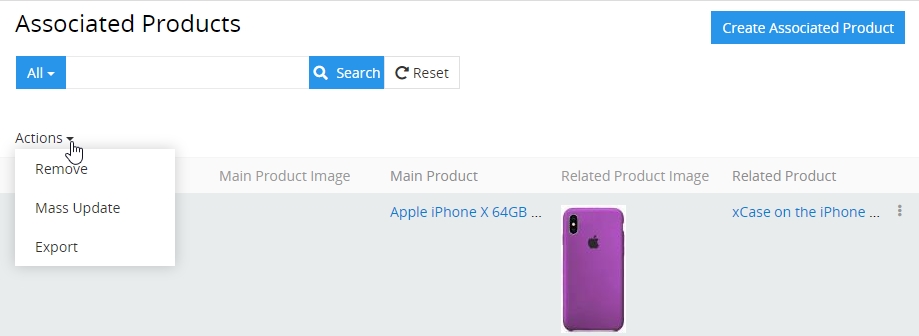 Associated Products
Create Associated Product
All Search Reset
Actions
Remove
Mass Update
Export
Main Product Image Main Product Related Product Image Related Product
Apple iPhone X 64GB ... xCase on the iPhone ...